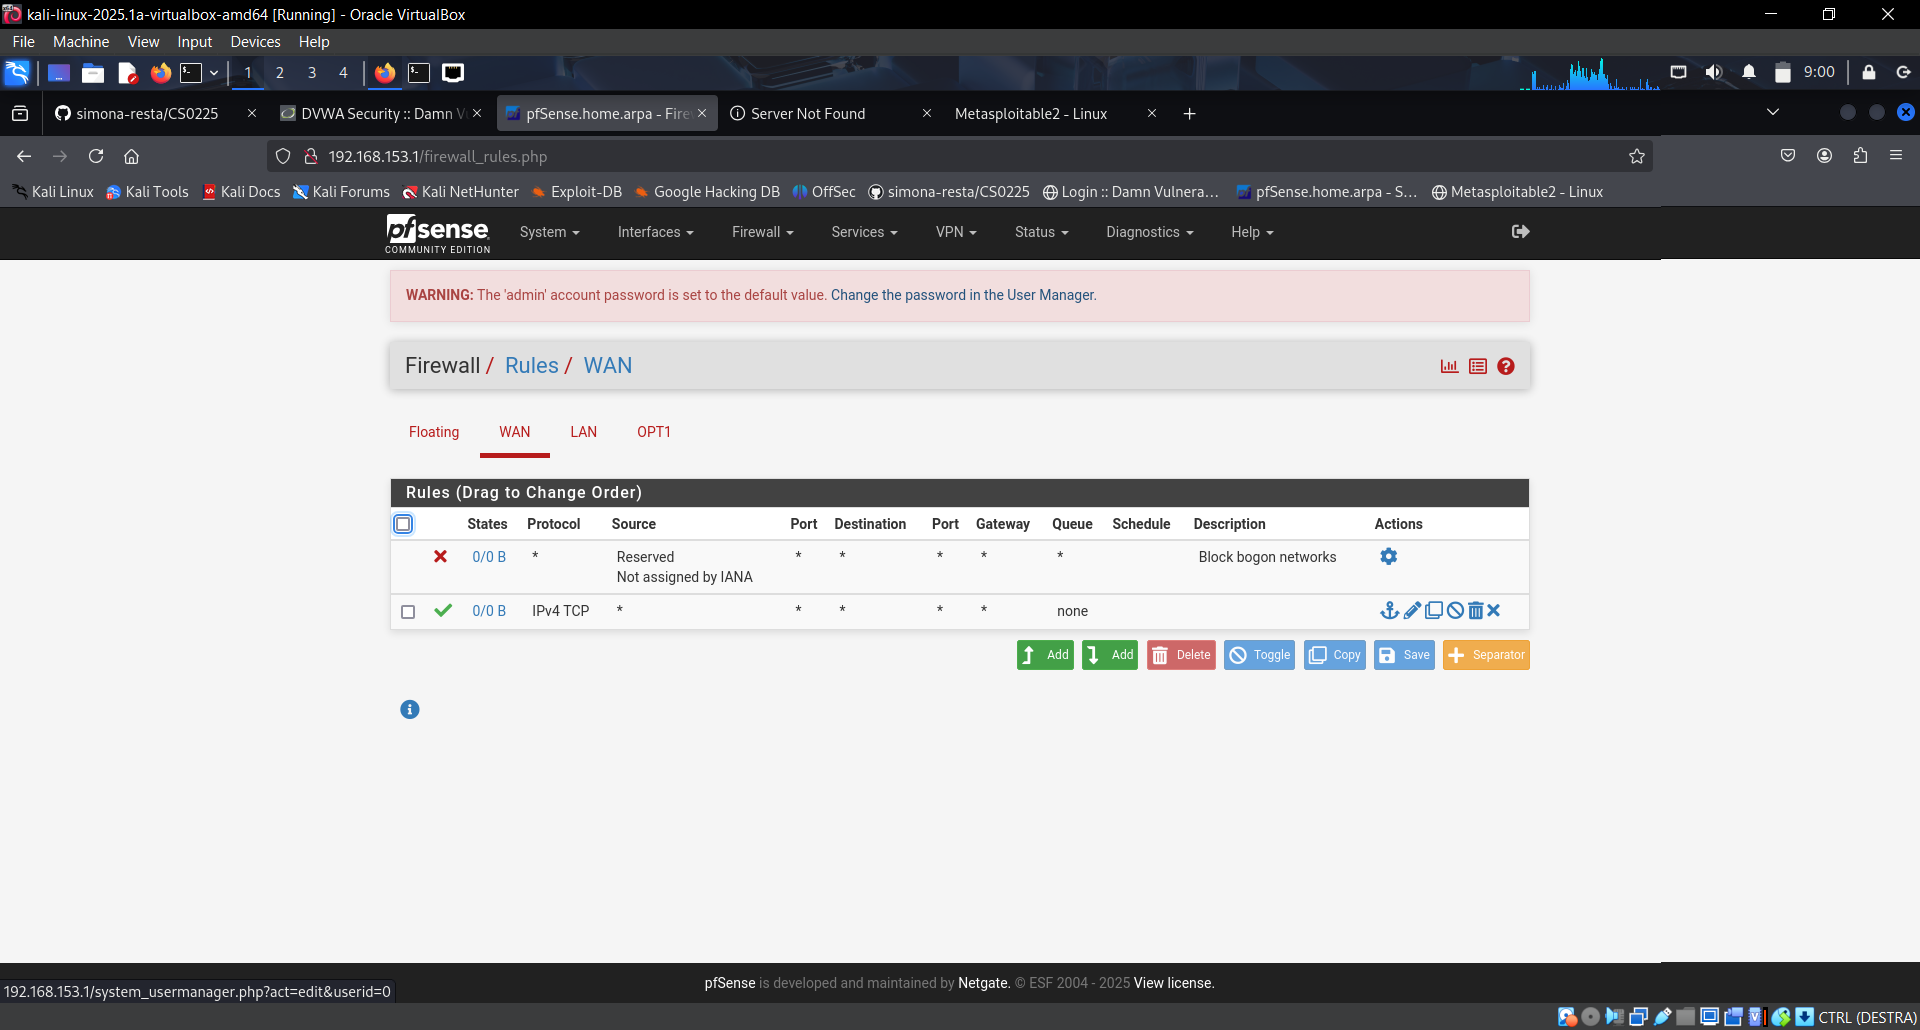 kali-linux-2025.1a-virtualbox-amd64 [Running] - Oracle VirtualBox
File Machine View Input Devices Help
1 2 3 4 9:00
simona-resta/CS0225 DVWA Security :: Damn Vu pfSense.home.arpa - Fire Server Not Found Metasploitable2 - Linux
192.168.153.1/firewall_rules.php
Kali Linux Kali Tools Kali Docs Kali Forums Kali NetHunter Exploit-DB Google Hacking DB OffSec simona-resta/CS0225 Login :: Damn Vulnera… pfSense.home.arpa - S… Metasploitable2 - Linux
pfsense
COMMUNITY EDITION
System Interfaces Firewall Services VPN Status Diagnostics Help
WARNING: The 'admin' account password is set to the default value. Change the password in the User Manager.
Firewall / Rules / WAN
Floating WAN LAN OPT1
Rules (Drag to Change Order)
States Protocol Source Port Destination Port Gateway Queue Schedule Description Actions
0/0 B * Reserved * * * * * Block bogon networks
Not assigned by IANA
0/0 B IPv4 TCP * * * * * none
Add Add Delete Toggle Copy Save Separator
pfSense is developed and maintained by Netgate. © ESF 2004 - 2025 View license.
192.168.153.1/system_usermanager.php?act=edit&userid=0
CTRL (DESTRA)